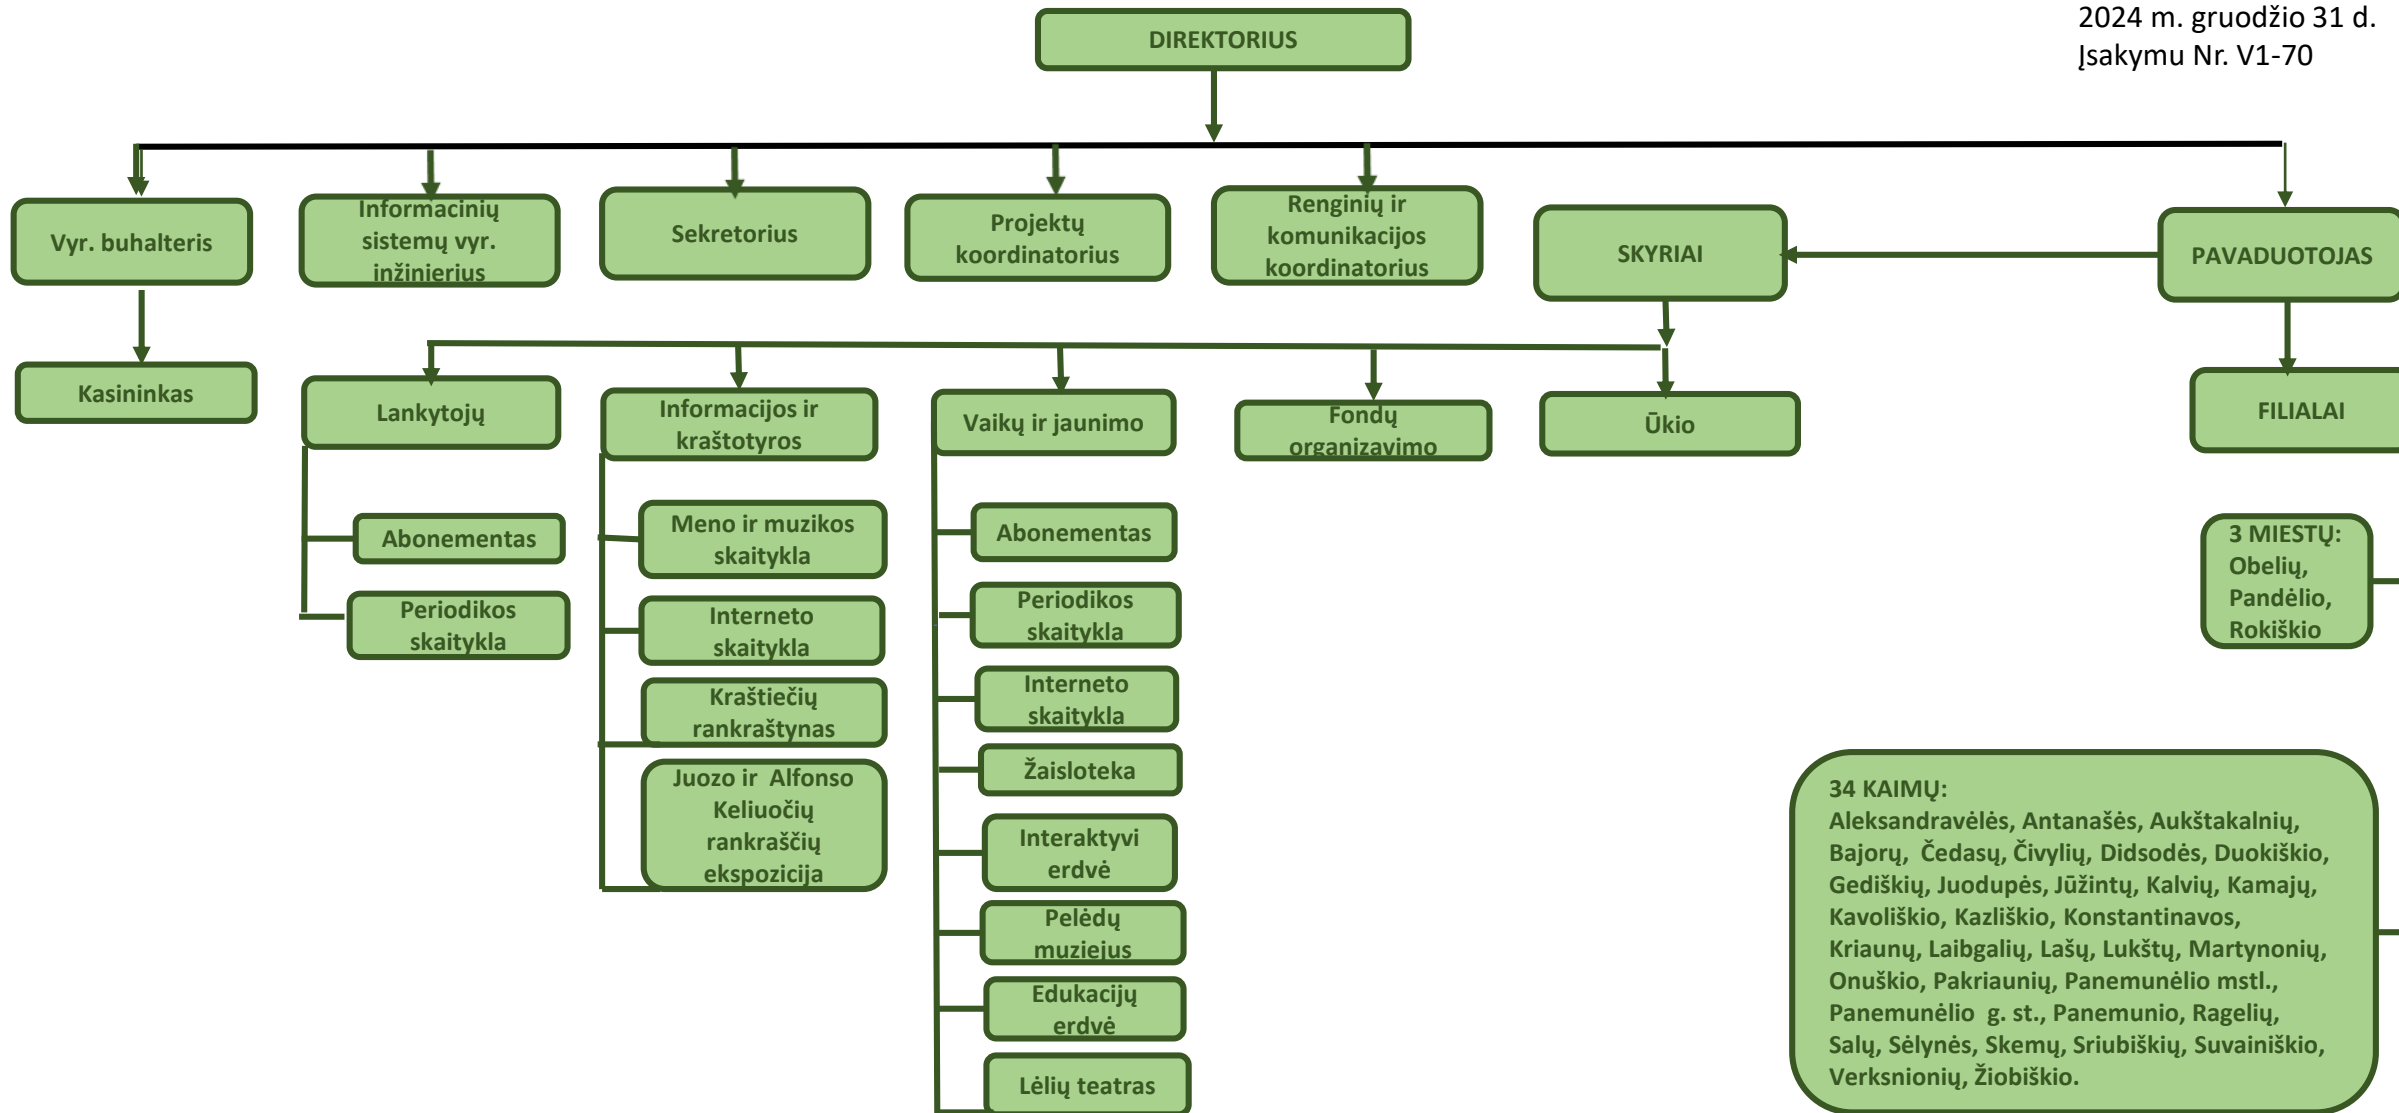 2024 m. gruodžio 31 d.
Įsakymu Nr. V1-70
DIREKTORIUS
Vyr. buhalteris
Informacinių
sistemų vyr.
inžinierius
Sekretorius
Projektų
koordinatorius
Renginių ir
komunikacijos
koordinatorius
SKYRIAI
PAVADUOTOJAS
Kasininkas
Lankytojų
Informacijos ir
kraštotyros
Vaikų ir jaunimo
Fondų
organizavimo
Ūkio
FILIALAI
Abonementas
Periodikos
skaitykla
Meno ir muzikos
skaitykla
Interneto
skaitykla
Kraštiečių
rankraštynas
Juozo ir  Alfonso
Keliuočių
rankraščių
ekspozicija
Abonementas
Periodikos
skaitykla
Interneto
skaitykla
Žaisloteka
Interaktyvi
erdvė
Pelėdų
muziejus
Edukacijų
erdvė
Lėlių teatras
3 MIESTŲ:
Obelių,
Pandėlio,
Rokiškio
34 KAIMŲ:
Aleksandravėlės, Antanašės, Aukštakalnių,
Bajorų,  Čedasų, Čivylių, Didsodės, Duokiškio,
Gediškių, Juodupės, Jūžintų, Kalvių, Kamajų,
Kavoliškio, Kazliškio, Konstantinavos,
Kriaunų, Laibgalių, Lašų, Lukštų, Martynonių,
Onuškio, Pakriaunių, Panemunėlio mstl.,
Panemunėlio  g. st., Panemunio, Ragelių,
Salų, Sėlynės, Skemų, Sriubiškių, Suvainiškio,
Verksnionių, Žiobiškio.